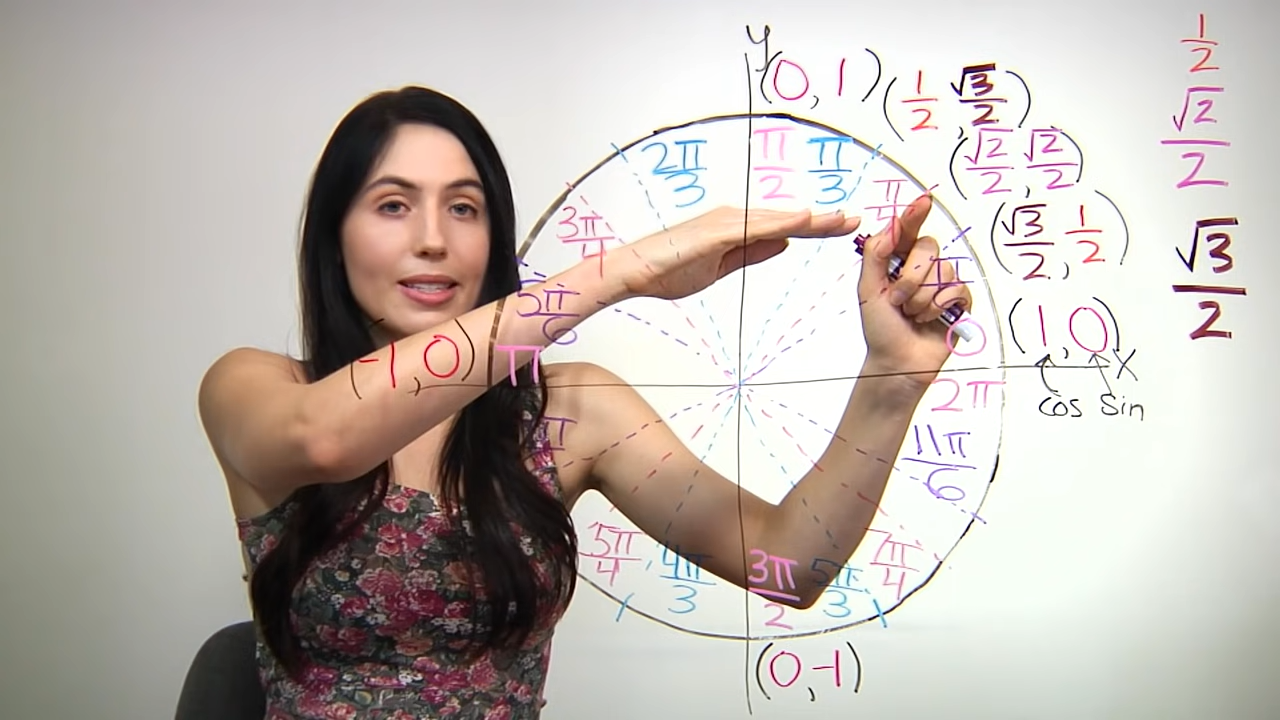 y
(0, 1)
(1/2, √3/2)
(√2/2, √2/2)
(√3/2, 1/2)
(1, 0)
x
cos sin
1/2
√2/2
√3/2
π/2
π/3
π/4
0
2π
2π/3
3π/4
5π/6
π
(-1, 0)
5π/4
4π/3
3π/2
5π/3
7π/4
11π/6
(0, -1)